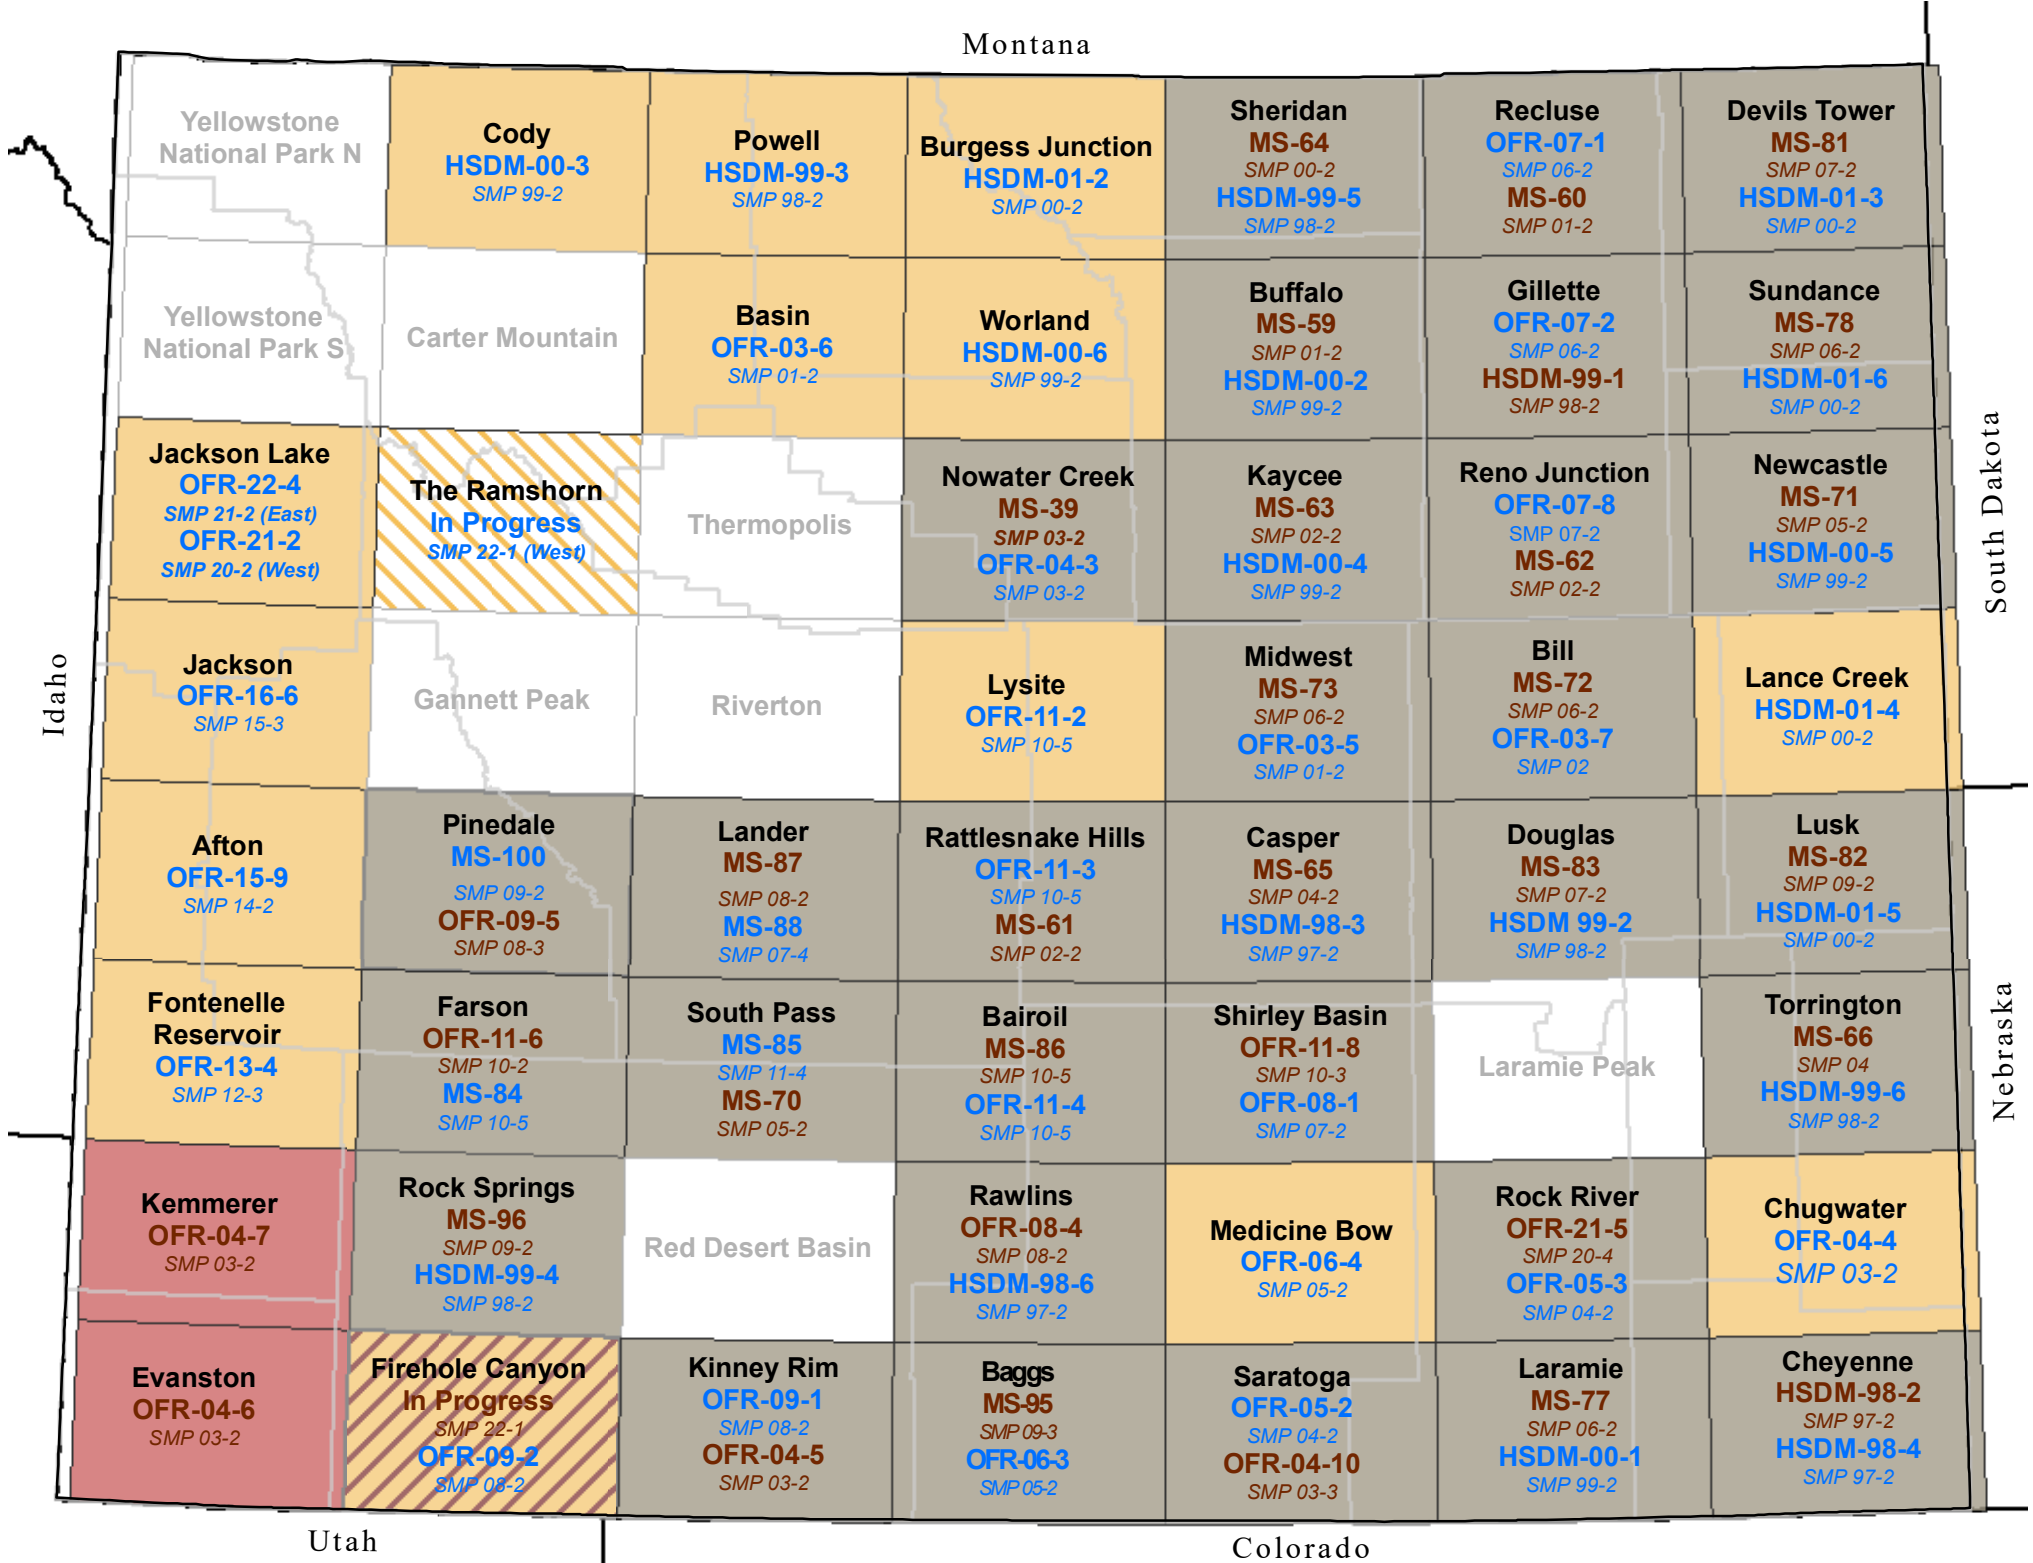 Montana
Yellowstone
National Park N
Cody
HSDM-00-3
SMP 99-2
Powell
HSDM-99-3
SMP 98-2
Burgess Junction
HSDM-01-2
SMP 00-2
Sheridan
MS-64
SMP 00-2
HSDM-99-5
SMP 98-2
Recluse
OFR-07-1
SMP 06-2
MS-60
SMP 01-2
Devils Tower
MS-81
SMP 07-2
HSDM-01-3
SMP 00-2
Yellowstone
National Park S
Carter Mountain
Basin
OFR-03-6
SMP 01-2
Worland
HSDM-00-6
SMP 99-2
Buffalo
MS-59
SMP 01-2
HSDM-00-2
SMP 99-2
Gillette
OFR-07-2
SMP 06-2
HSDM-99-1
SMP 98-2
Sundance
MS-78
SMP 06-2
HSDM-01-6
SMP 00-2
Jackson Lake
OFR-22-4
SMP 21-2 (East)
OFR-21-2
SMP 20-2 (West)
The Ramshorn
In Progress
SMP 22-1 (West)
Thermopolis
Nowater Creek
MS-39
SMP 03-2
OFR-04-3
SMP 03-2
Kaycee
MS-63
SMP 02-2
HSDM-00-4
SMP 99-2
Reno Junction
OFR-07-8
SMP 07-2
MS-62
SMP 02-2
Newcastle
MS-71
SMP 05-2
HSDM-00-5
SMP 99-2
South Dakota
Idaho
Jackson
OFR-16-6
SMP 15-3
Gannett Peak
Riverton
Lysite
OFR-11-2
SMP 10-5
Midwest
MS-73
SMP 06-2
OFR-03-5
SMP 01-2
Bill
MS-72
SMP 06-2
OFR-03-7
SMP 02
Lance Creek
HSDM-01-4
SMP 00-2
Afton
OFR-15-9
SMP 14-2
Pinedale
MS-100
SMP 09-2
OFR-09-5
SMP 08-3
Lander
MS-87
SMP 08-2
MS-88
SMP 07-4
Rattlesnake Hills
OFR-11-3
SMP 10-5
MS-61
SMP 02-2
Casper
MS-65
SMP 04-2
HSDM-98-3
SMP 97-2
Douglas
MS-83
SMP 07-2
HSDM 99-2
SMP 98-2
Lusk
MS-82
SMP 09-2
HSDM-01-5
SMP 00-2
Fontenelle
Reservoir
OFR-13-4
SMP 12-3
Farson
OFR-11-6
SMP 10-2
MS-84
SMP 10-5
South Pass
MS-85
SMP 11-4
MS-70
SMP 05-2
Bairoil
MS-86
SMP 10-5
OFR-11-4
SMP 10-5
Shirley Basin
OFR-11-8
SMP 10-3
OFR-08-1
SMP 07-2
Laramie Peak
Torrington
MS-66
SMP 04
HSDM-99-6
SMP 98-2
Nebraska
Kemmerer
OFR-04-7
SMP 03-2
Rock Springs
MS-96
SMP 09-2
HSDM-99-4
SMP 98-2
Red Desert Basin
Rawlins
OFR-08-4
SMP 08-2
HSDM-98-6
SMP 97-2
Medicine Bow
OFR-06-4
SMP 05-2
Rock River
OFR-21-5
SMP 20-4
OFR-05-3
SMP 04-2
Chugwater
OFR-04-4
SMP 03-2
Evanston
OFR-04-6
SMP 03-2
Firehole Canyon
In Progress
SMP 22-1
OFR-09-2
SMP 08-2
Kinney Rim
OFR-09-1
SMP 08-2
OFR-04-5
SMP 03-2
Baggs
MS-95
SMP 09-3
OFR-06-3
SMP 05-2
Saratoga
OFR-05-2
SMP 04-2
OFR-04-10
SMP 03-3
Laramie
MS-77
SMP 06-2
HSDM-00-1
SMP 99-2
Cheyenne
HSDM-98-2
SMP 97-2
HSDM-98-4
SMP 97-2
Utah
Colorado